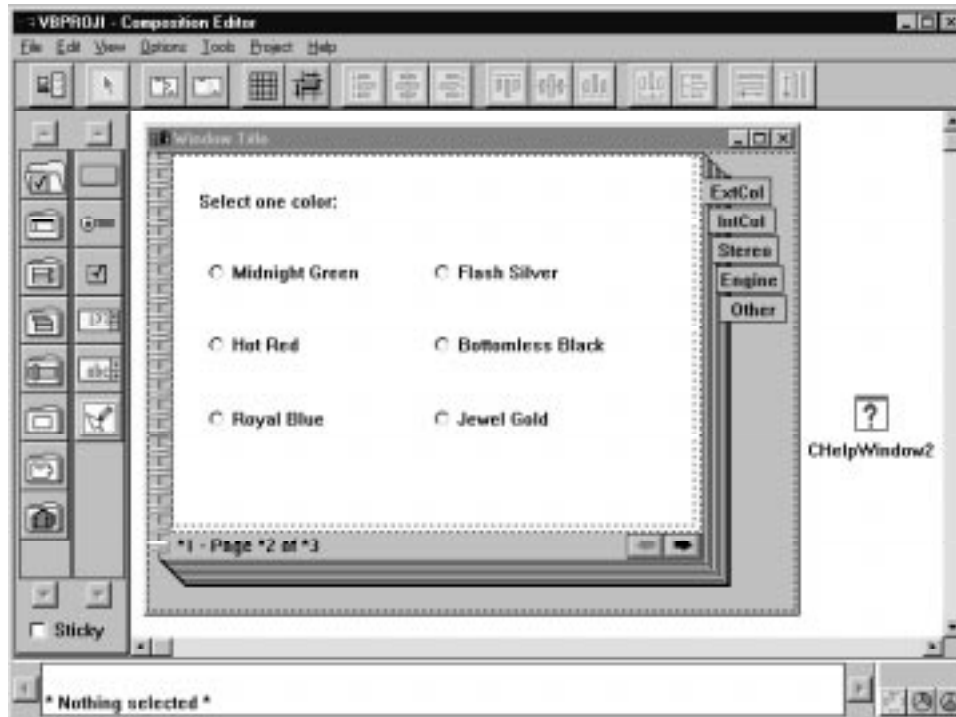 VBPROJ1 - Composition Editor
File Edit View Options Tools Project Help
Window Title
Select one color:
Midnight Green
Flash Silver
Hot Red
Bottomless Black
Royal Blue
Jewel Gold
ExtCol
IntCol
Stereo
Engine
Other
*1 - Page *2 of *3
CHelpWindow2
abc
Sticky
* Nothing selected *